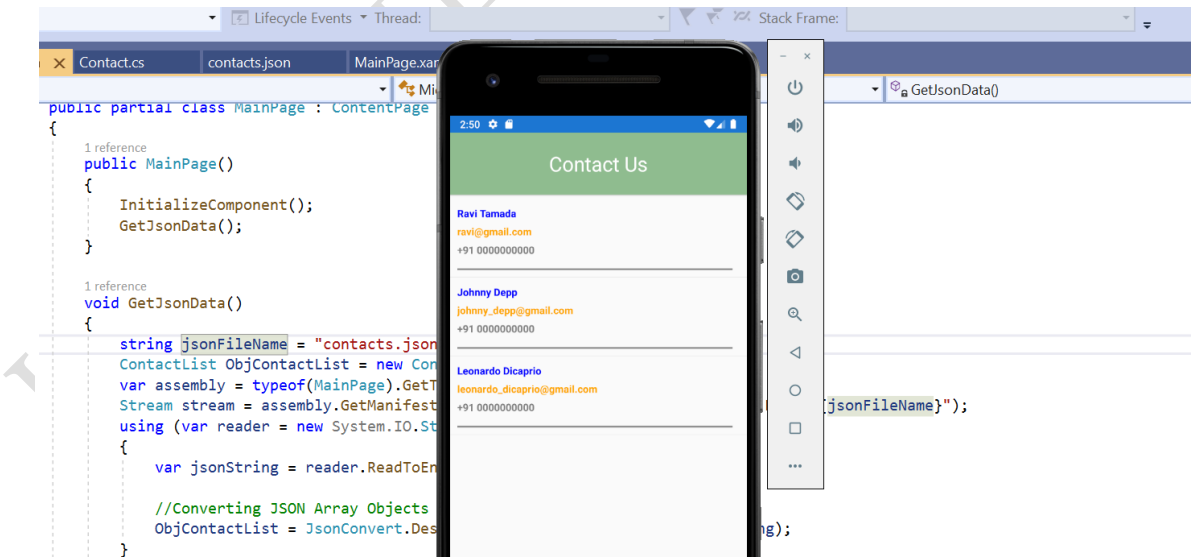 Lifecycle Events Thread: Stack Frame:
Contact.cs contacts.json MainPage.xar
GetJsonData()
public partial class MainPage : ContentPage
{
1 reference
public MainPage()
{
InitializeComponent();
GetJsonData();
}
1 reference
void GetJsonData()
{
string jsonFileName = "contacts.json
ContactList ObjContactList = new Con
var assembly = typeof(MainPage).GetT
Stream stream = assembly.GetManifest
{jsonFileName}");
using (var reader = new System.IO.St
{
var jsonString = reader.ReadToEn
//Converting JSON Array Objects
ObjContactList = JsonConvert.Des
ng);
}
2:50
Contact Us
Ravi Tamada
ravi@gmail.com
+91 0000000000
Johnny Depp
johnny_depp@gmail.com
+91 0000000000
Leonardo Dicaprio
leonardo_dicaprio@gmail.com
+91 0000000000